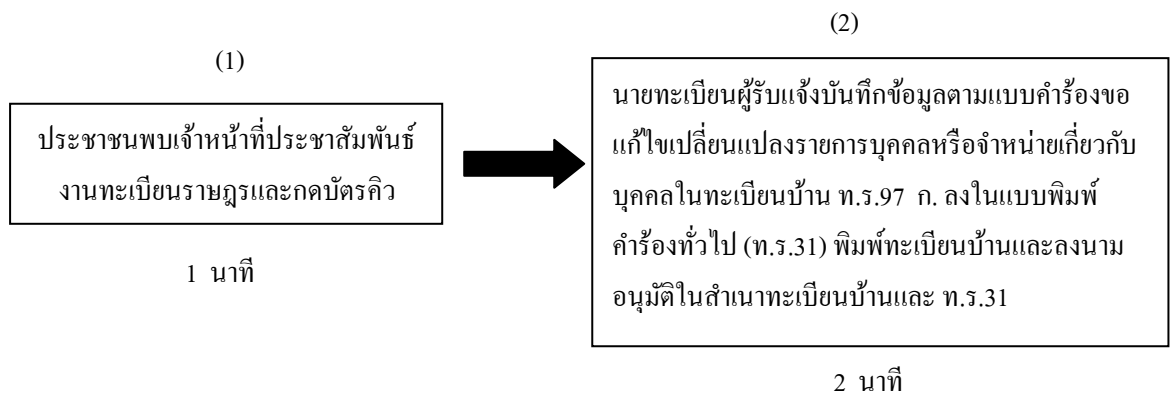 (1)
ประชาชนพบเจ้าหน้าที่ประชาสัมพันธ์
งานทะเบียนราษฎรและกดบัตรคิว
1 นาที
(2)
นายทะเบียนผู้รับแจ้งบันทึกข้อมูลตามแบบคำร้องขอ
แก้ไขเปลี่ยนแปลงรายการบุคคลหรือจำหน่ายเกี่ยวกับ
บุคคลในทะเบียนบ้าน ท.ร.97 ก. ลงในแบบพิมพ์
คำร้องทั่วไป (ท.ร.31) พิมพ์ทะเบียนบ้านและลงนาม
อนุมัติในสำเนาทะเบียนบ้านและ ท.ร.31
2 นาที